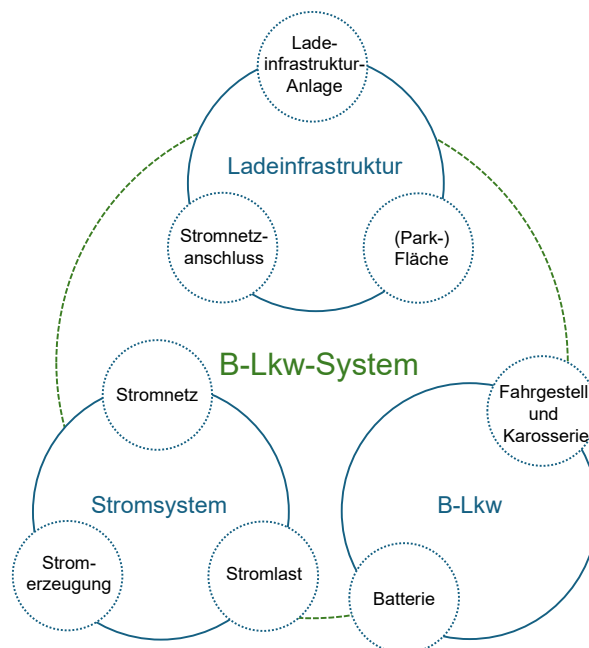 Lade-
infrastruktur-
Anlage
Ladeinfrastruktur
Stromnetz-
anschluss
(Park-)
Fläche
B-Lkw-System
Stromnetz
Stromsystem
Strom-
erzeugung
Stromlast
Fahrgestell
und
Karosserie
B-Lkw
Batterie